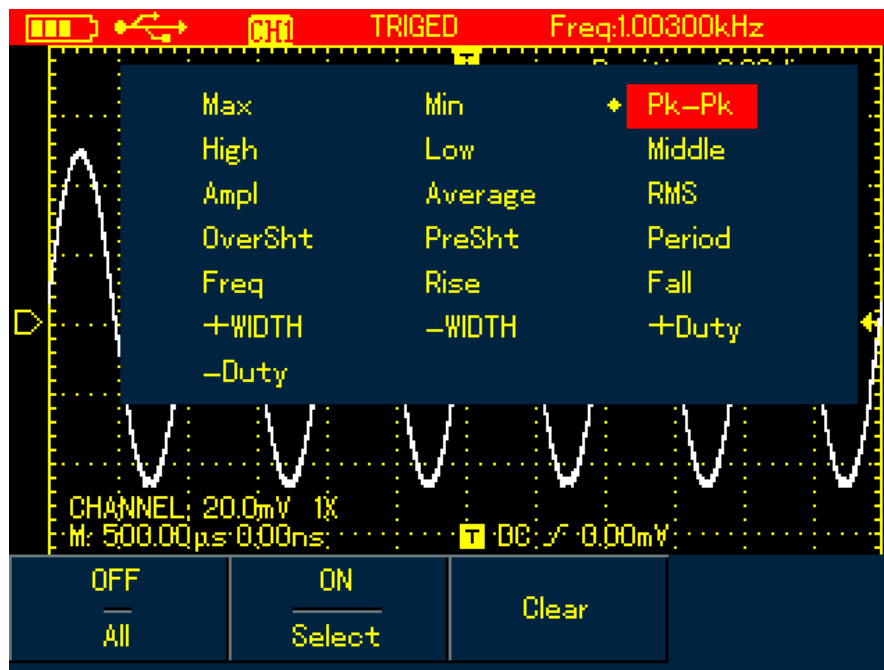 CH1 TRIGED Freq:1.00300kHz
T
Max Min Pk-Pk
High Low Middle
Ampl Average RMS
OverSht PreSht Period
Freq Rise Fall
+WIDTH -WIDTH +Duty
-Duty
CHANNEL: 20.0mV 1X
M: 500.00μs 0.00ns T DC 0.00mV
OFF ON Clear
All Select